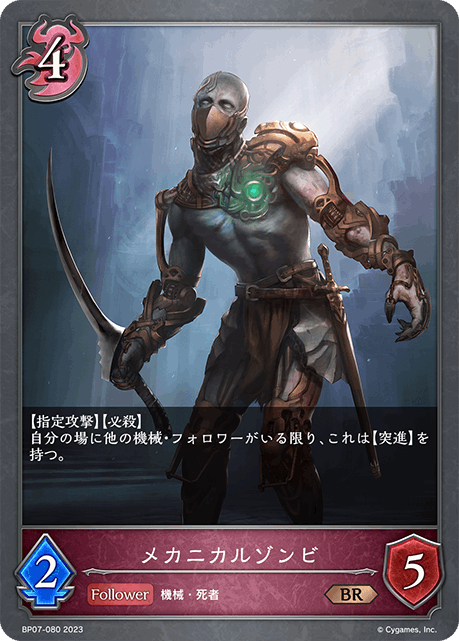 4
【指定攻撃】【必殺】
自分の場に他の機械・フォロワーがいる限り、これは【突進】を
持つ。
メカニカルゾンビ
2
Follower 機械・死者 BR
5
BP07-080 2023 © Cygames, Inc.